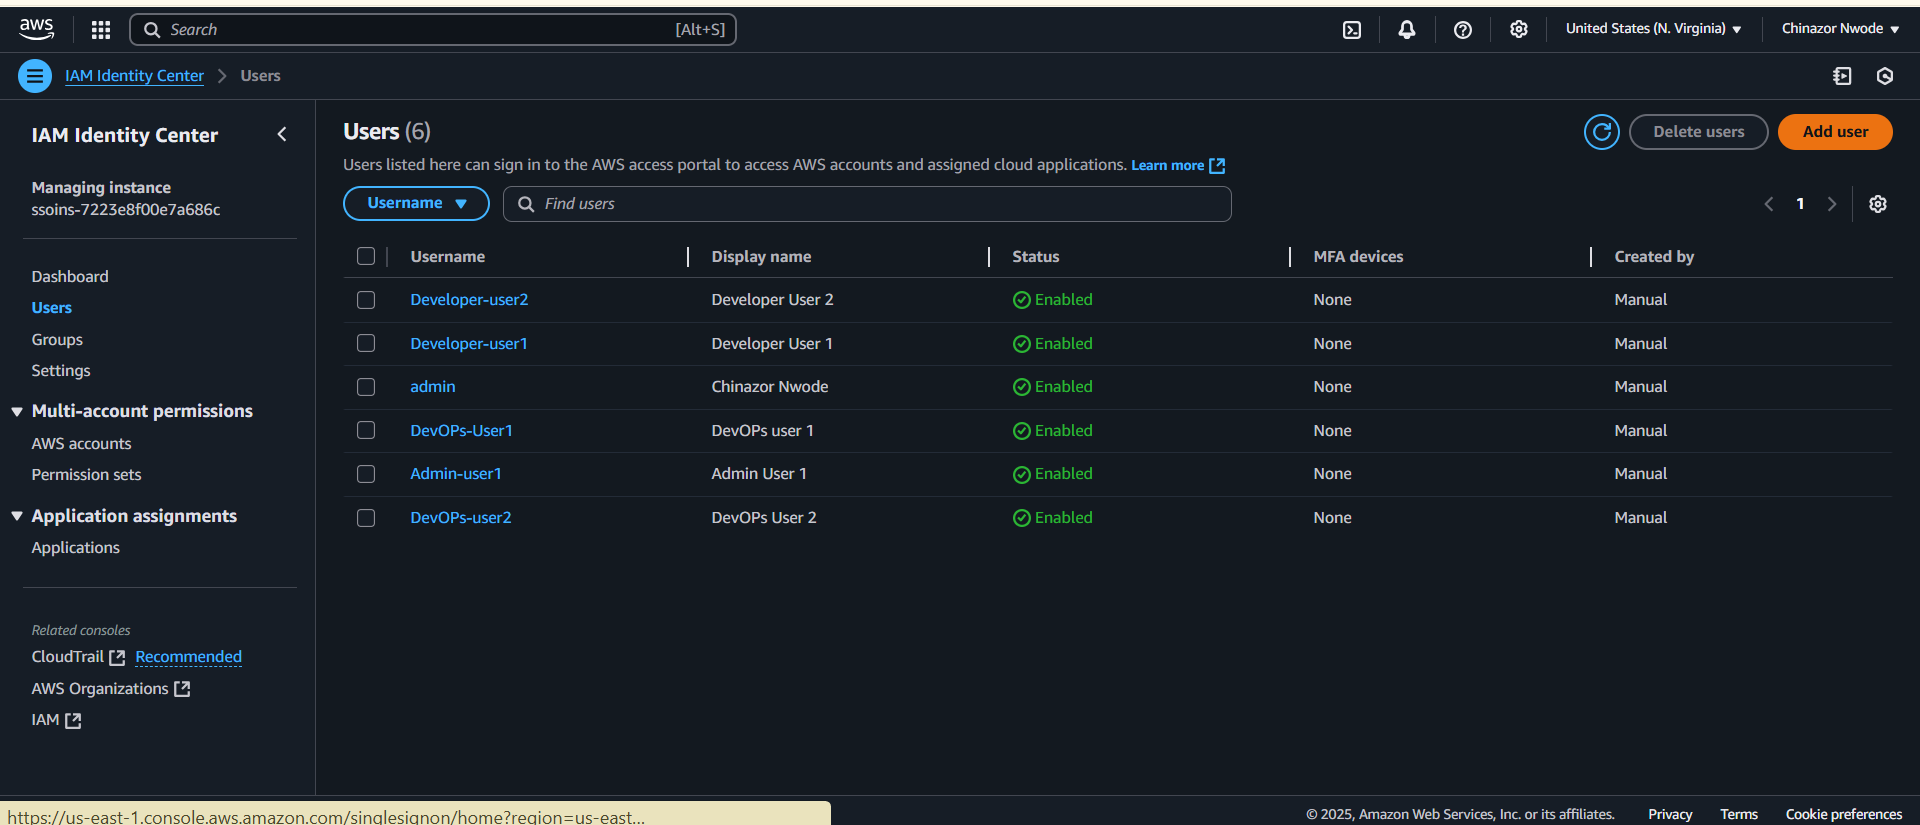 aws
Search [Alt+S]
United States (N. Virginia)
Chinazor Nwode
IAM Identity Center
Users
IAM Identity Center
Managing instance
ssoins-7223e8f00e7a686c
Dashboard
Users
Groups
Settings
Multi-account permissions
AWS accounts
Permission sets
Application assignments
Applications
Related consoles
CloudTrail Recommended
AWS Organizations
IAM
Users (6)
Delete users
Add user
Users listed here can sign in to the AWS access portal to access AWS accounts and assigned cloud applications. Learn more
Username
Find users
1
Username Display name Status MFA devices Created by
Developer-user2 Developer User 2 Enabled None Manual
Developer-user1 Developer User 1 Enabled None Manual
admin Chinazor Nwode Enabled None Manual
DevOPs-User1 DevOPs user 1 Enabled None Manual
Admin-user1 Admin User 1 Enabled None Manual
DevOPs-user2 DevOPs User 2 Enabled None Manual
https://us-east-1.console.aws.amazon.com/singlesignon/home?region=us-east...
© 2025, Amazon Web Services, Inc. or its affiliates. Privacy Terms Cookie preferences